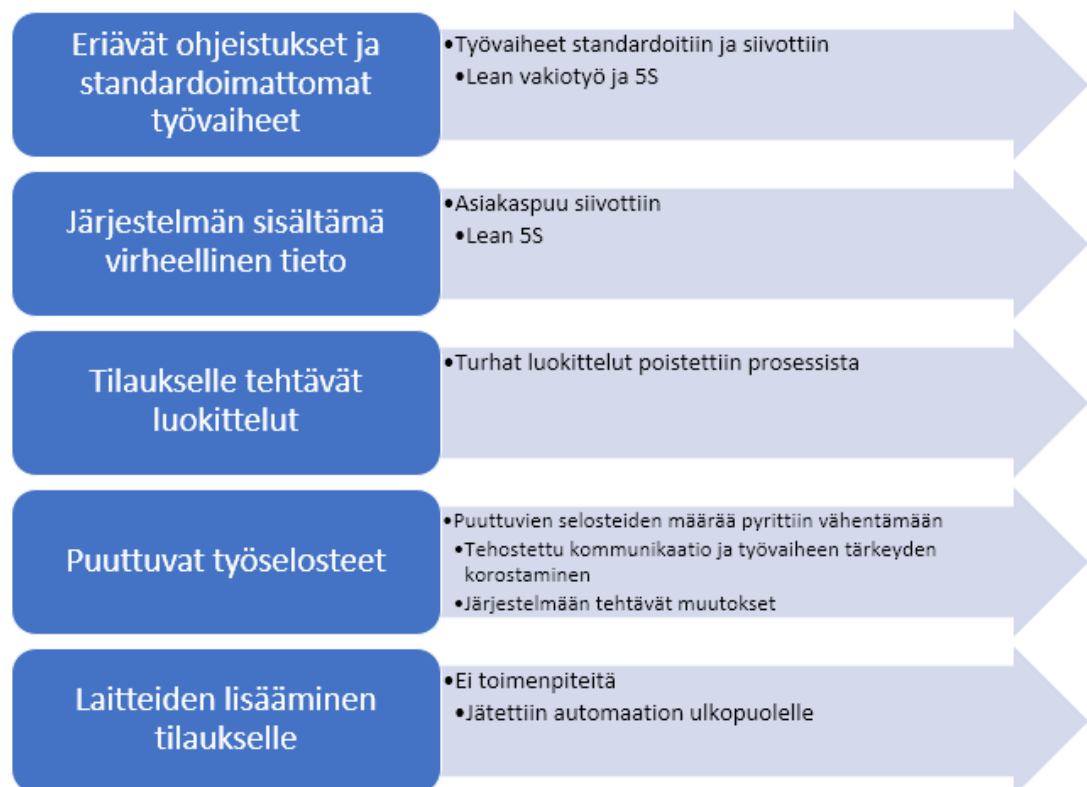 Eriävät ohjeistukset ja
standardoimattomat
työvaiheet
•Työvaiheet standardoitiin ja siivottiin
•Lean vakiotyö ja 5S
Järjestelmän sisältämä
virheellinen tieto
•Asiakaspuu siivottiin
•Lean 5S
Tilaukselle tehtävät
luokittelut
•Turhat luokittelut poistettiin prosessista
Puuttuvat työselosteet
•Puuttuvien selosteiden määrää pyrittiin vähentämään
•Tehostettu kommunikaatio ja työvaiheen tärkeyden
korostaminen
•Järjestelmään tehtävät muutokset
Laitteiden lisääminen
tilaukselle
•Ei toimenpiteitä
•Jätettiin automaation ulkopuolelle